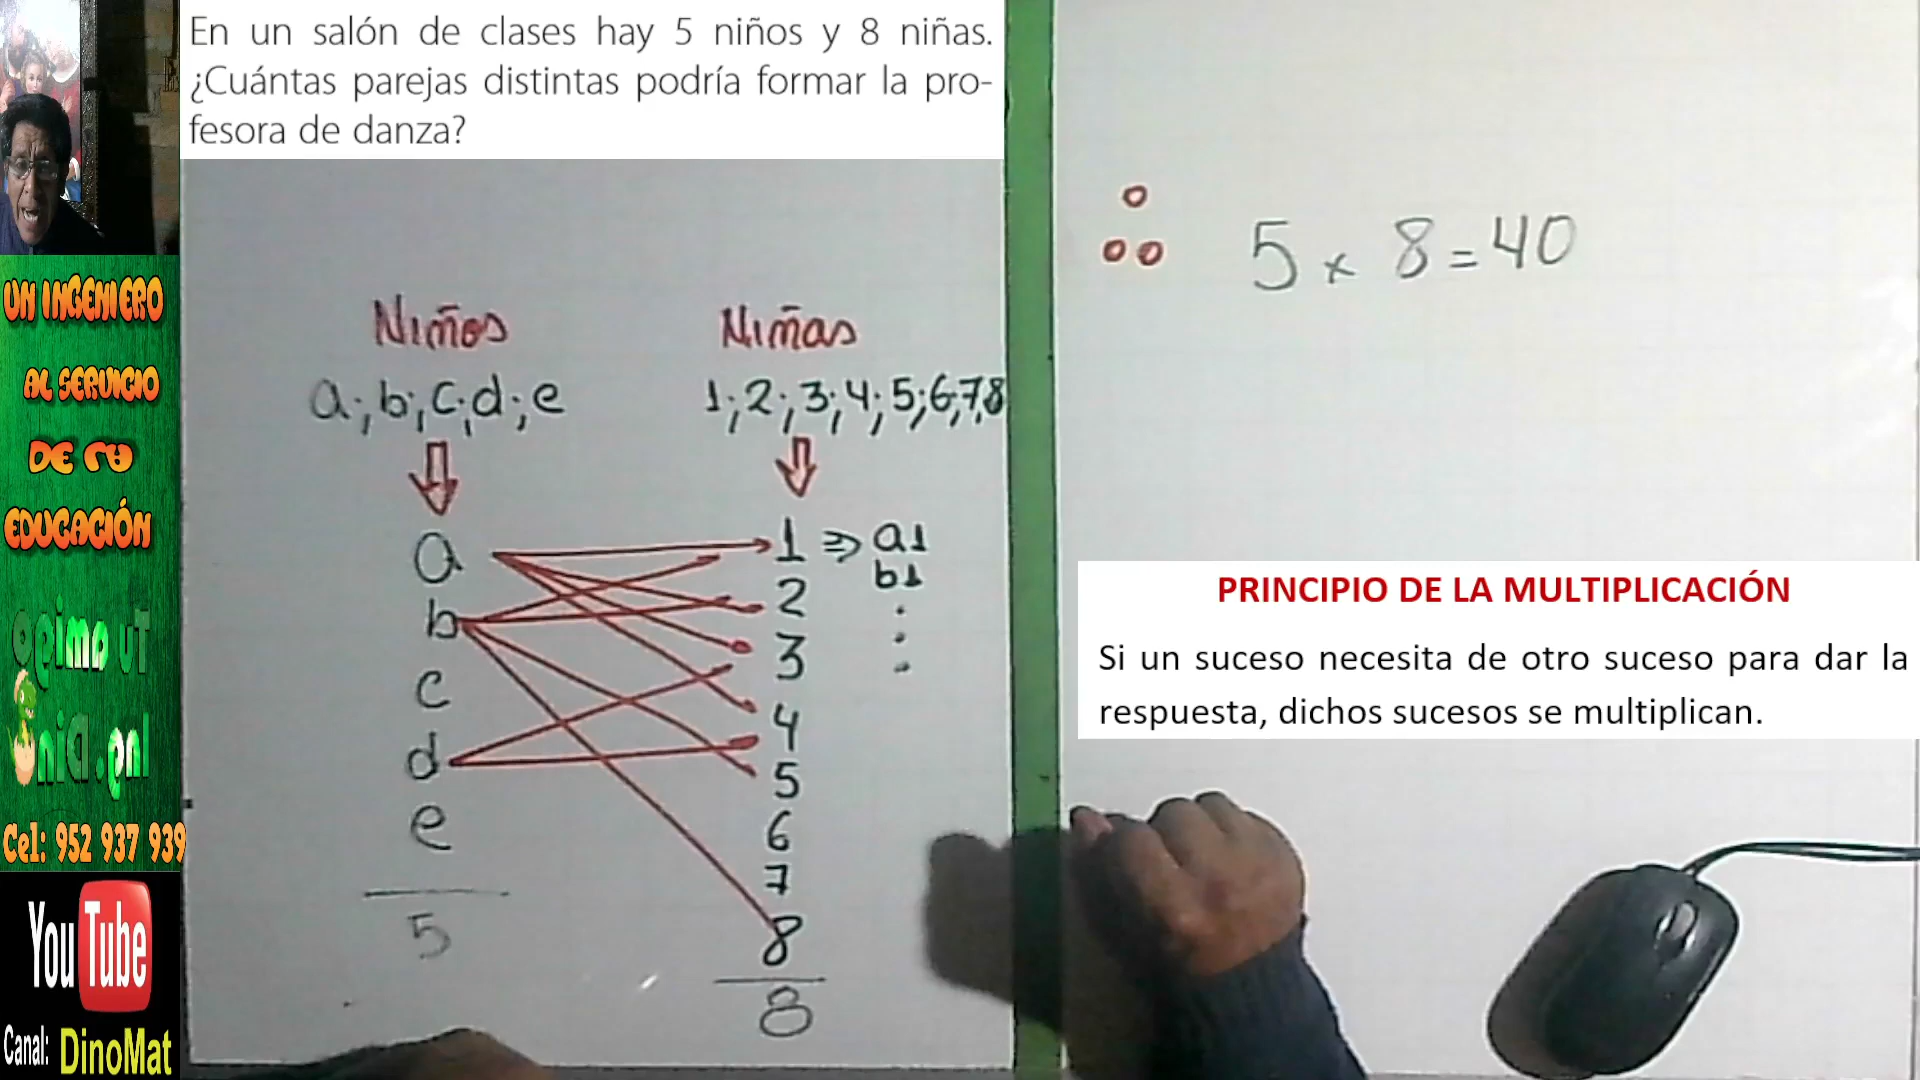 En un salón de clases hay 5 niños y 8 niñas.
¿Cuántas parejas distintas podría formar la pro-
fesora de danza?
UN INGENIERO
AL SERVICIO
DE TU
EDUCACIÓN
Tu amigo
Ing. Dino
Cel: 952 937 939
YouTube
Canal: DinoMat
Niños
a; b; c; d; e
a
b
c
d
e
5
Niñas
1; 2; 3; 4; 5; 6, 7, 8
1 ⇒ a1
b1
2
3
4
5
6
7
8
8
5 x 8 = 40
PRINCIPIO DE LA MULTIPLICACIÓN
Si un suceso necesita de otro suceso para dar la
respuesta, dichos sucesos se multiplican.